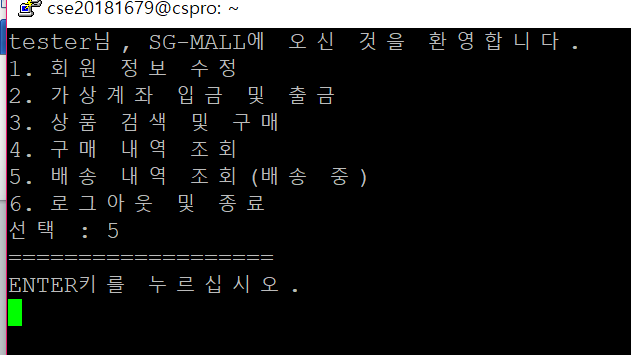 cse20181679@cspro: ~
tester님, SG-MALL에 오신 것을 환영합니다.
1. 회원 정보 수정
2. 가상계좌 입금 및 출금
3. 상품 검색 및 구매
4. 구매 내역 조회
5. 배송 내역 조회(배송 중)
6. 로그아웃 및 종료
선택 : 5
===================
ENTER키를 누르십시오.